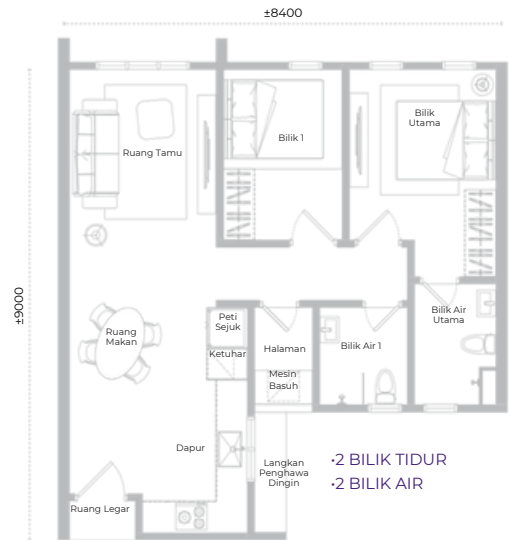 ±8400
±9000
Ruang Tamu
Bilik 1
Bilik
Utama
Ruang
Makan
Peti
Sejuk
Ketuhar
Halaman
Mesin
Basuh
Bilik Air 1
Bilik Air
Utama
Dapur
Langkan
Penghawa
Dingin
Ruang Legar
•2 BILIK TIDUR
•2 BILIK AIR